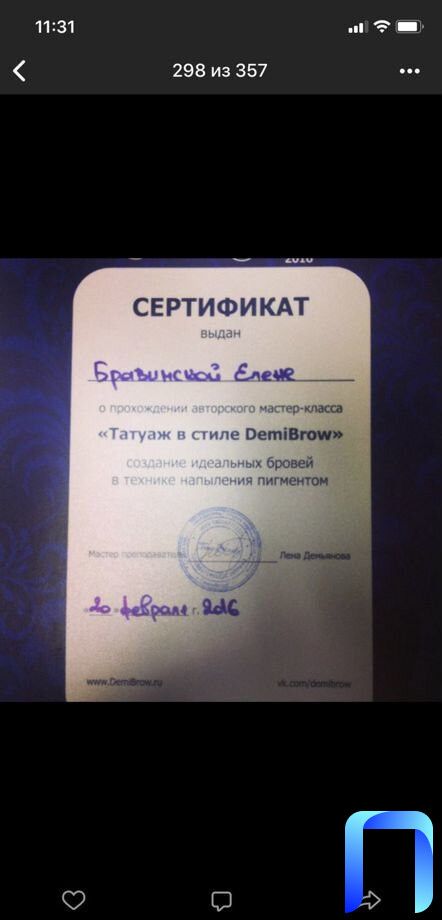 11:31
298 из 357
2016
СЕРТИФИКАТ
выдан
Бравинской Елене
о прохождении авторского мастер-класса
«Татуаж в стиле DemiBrow»
создание идеальных бровей
в технике напыления пигментом
Мастер преподаватель
Лена Демьянова
20 февраля г. 2016
www.DemiBrow.ru
vk.com/demibrow